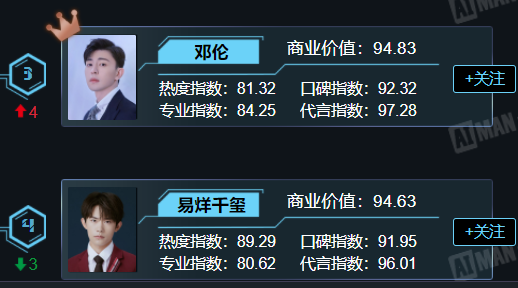 3
4
邓伦
商业价值：94.83
热度指数：81.32 口碑指数：92.32
专业指数：84.25 代言指数：97.28
+关注
AIMAN
AIMAN
4
3
易烊千玺
商业价值：94.63
热度指数：89.29 口碑指数：91.95
专业指数：80.62 代言指数：96.01
+关注
AIMAN